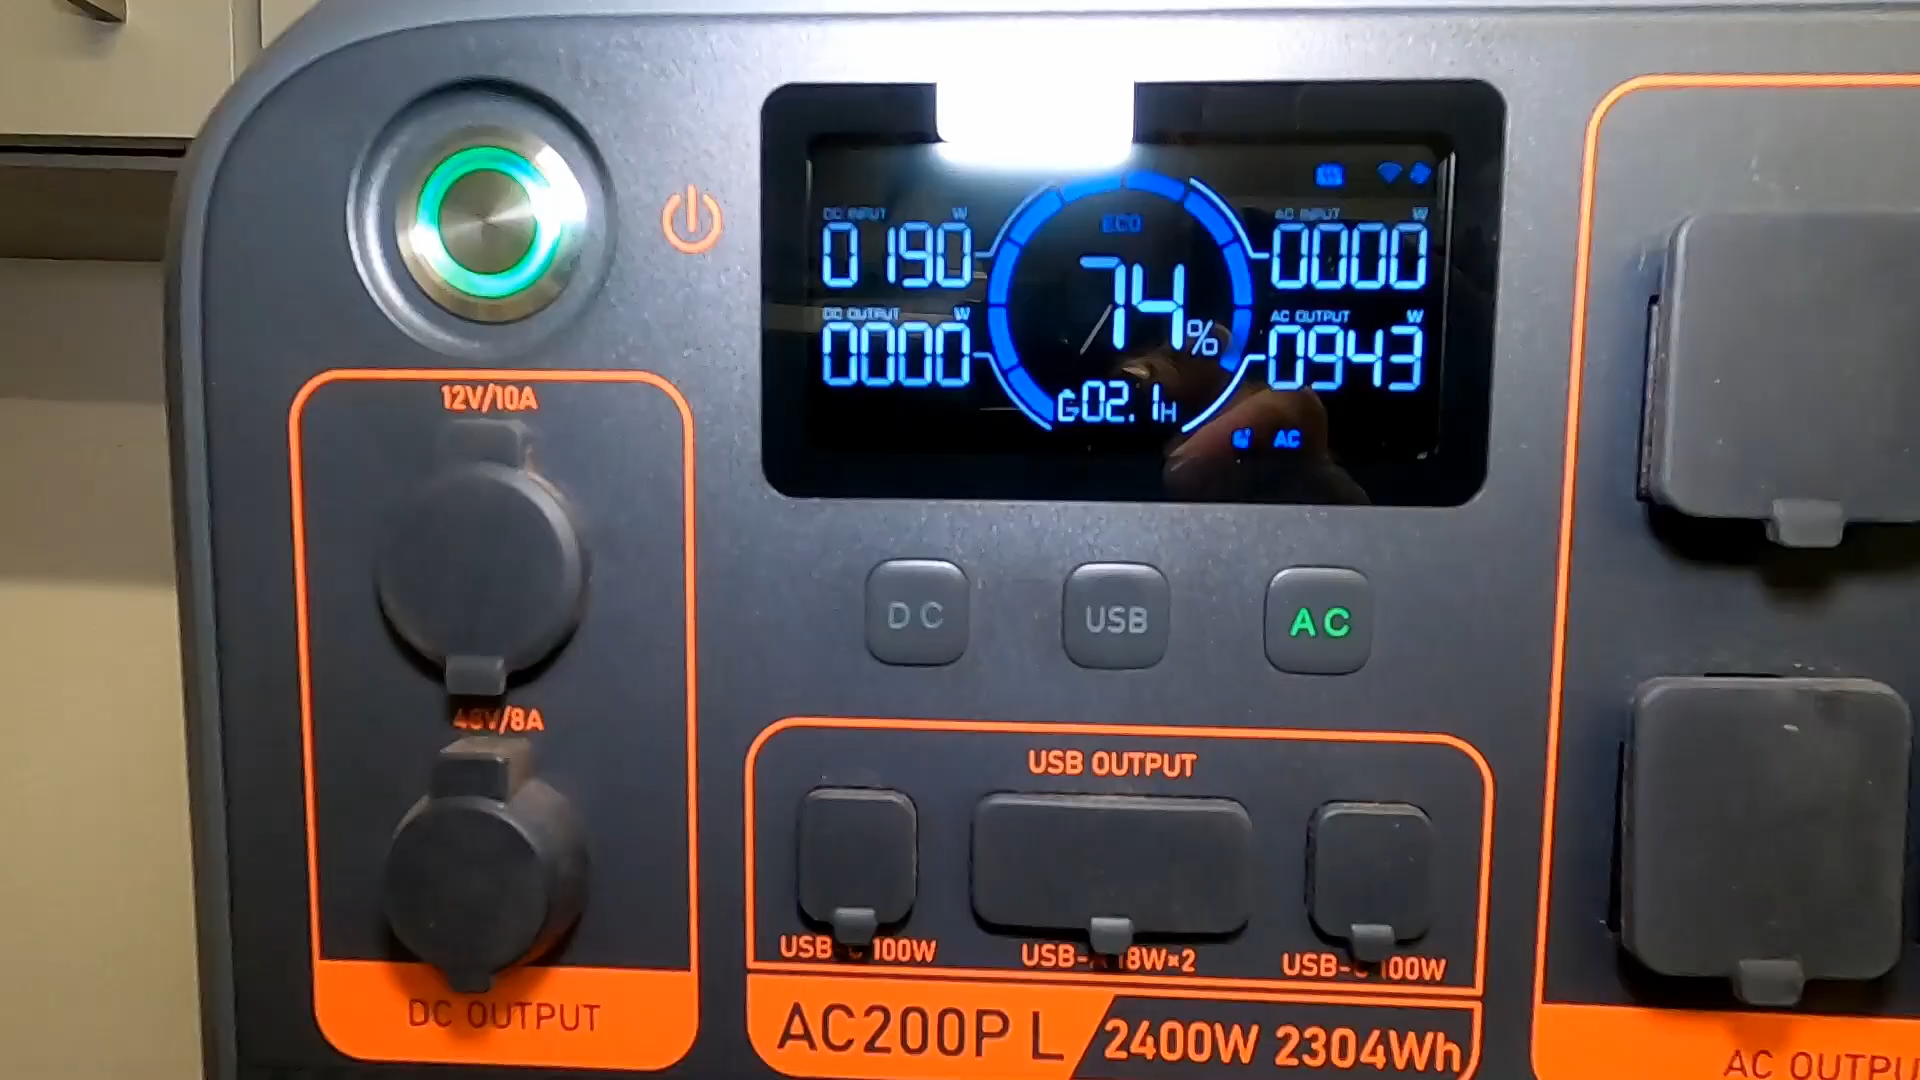 DC INPUT W
0190
DC OUTPUT W
0000
ECO
74%
02.1H
AC INPUT W
0000
AC OUTPUT W
0943
AC
12V/10A
48V/8A
DC OUTPUT
DC
USB
AC
USB OUTPUT
USB-C 100W
USB-A 18W×2
USB-C 100W
AC200P L
2400W 2304Wh
AC OUTPU